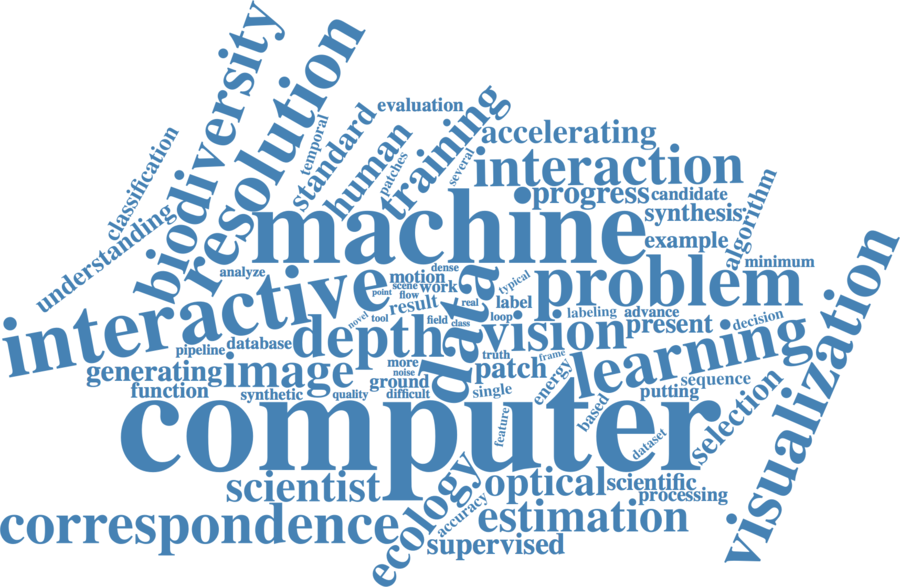 biodiversity
resolution
classification
understanding
temporal
standard
human
patches
evaluation
training
several
accelerating
interaction
progress
candidate
synthesis
algorithm
machine
example
minimum
analyze
interactive
motion
dense
scene
work
point
flow
result
real
typical
problem
novel
tool
field
class
loop
label
labeling
advance
data
depth
vision
present
decision
pipeline
database
generating
image
more
noise
truth
frame
patch
learning
visualization
function
synthetic
quality
ground
difficult
single
energy
sequence
putting
computer
feature
based
dataset
selection
scientist
ecology
accuracy
optical
scientific
processing
correspondence
estimation
supervised